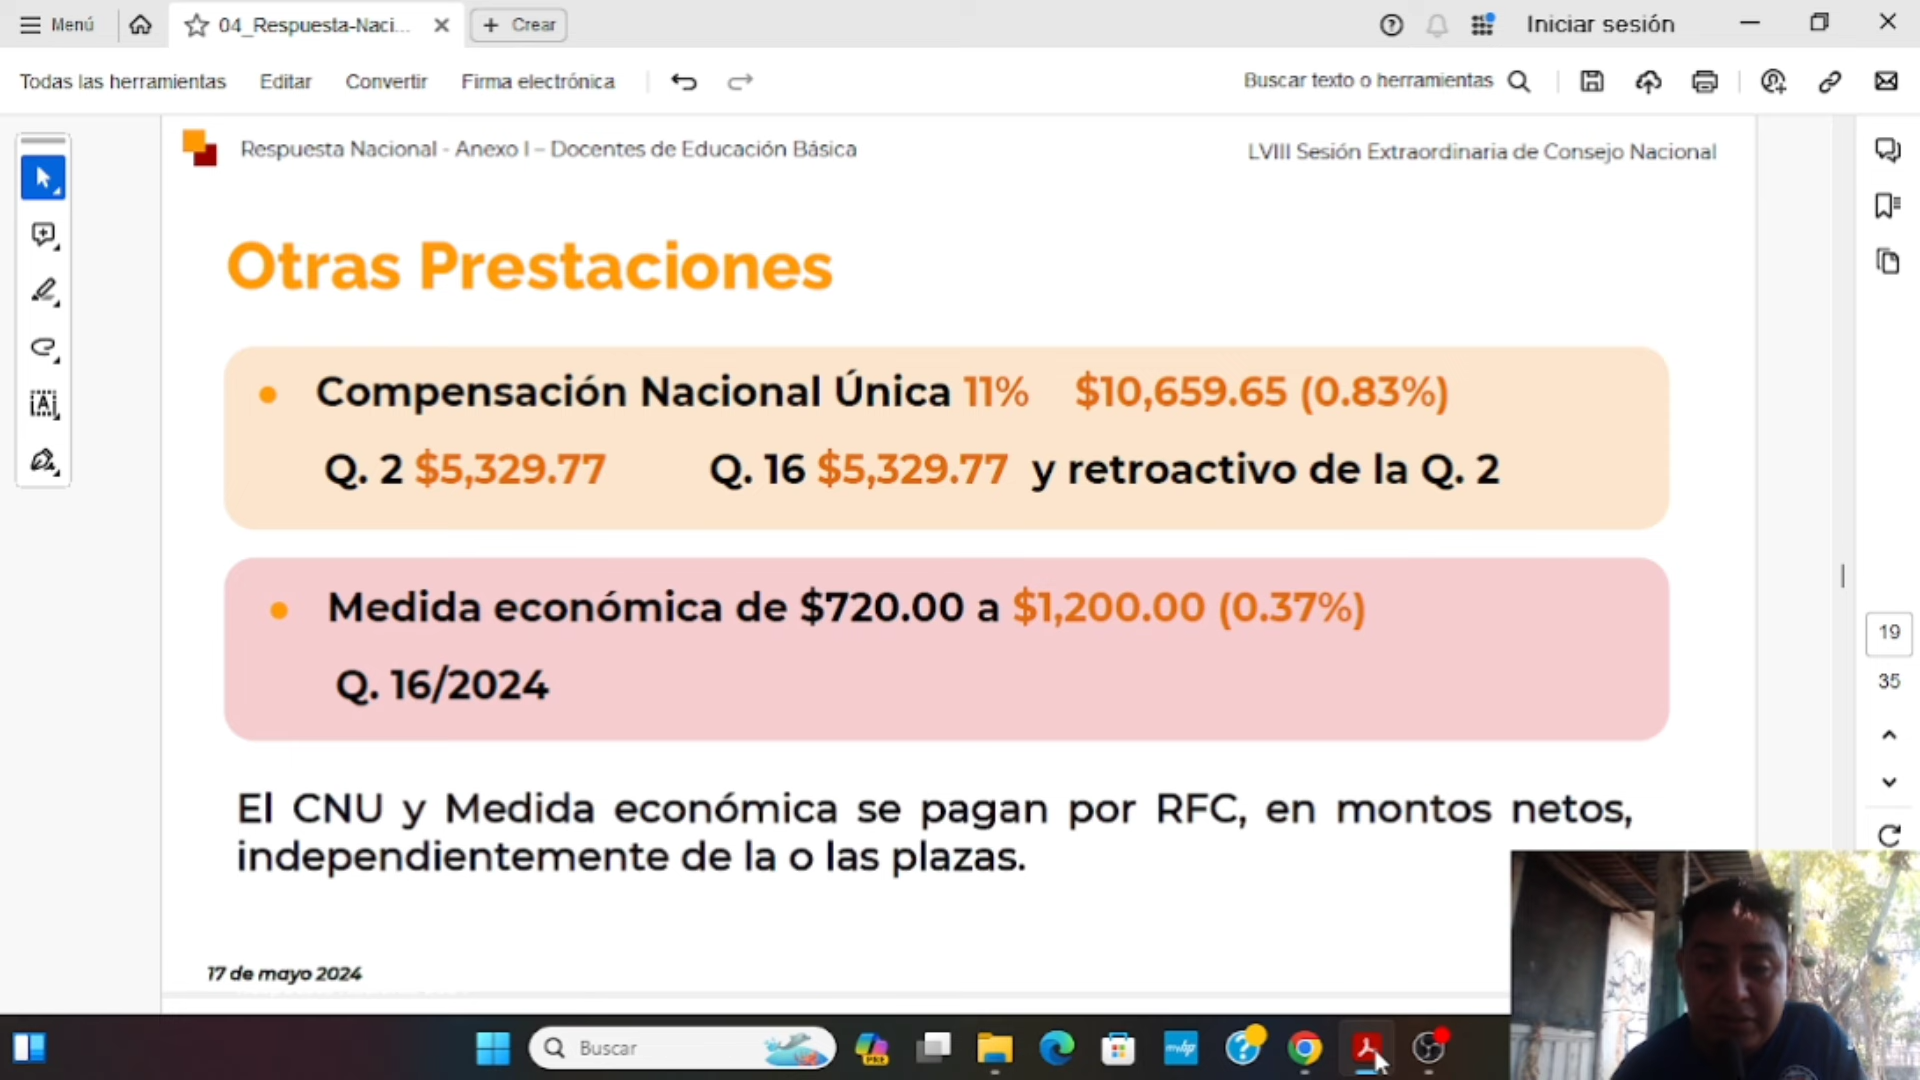 Menú
04_Respuesta-Naci...
Crear
Iniciar sesión
Todas las herramientas
Editar
Convertir
Firma electrónica
Buscar texto o herramientas
Respuesta Nacional - Anexo I – Docentes de Educación Básica
LVIII Sesión Extraordinaria de Consejo Nacional
Otras Prestaciones
Compensación Nacional Única 11% $10,659.65 (0.83%)
Q. 2 $5,329.77 Q. 16 $5,329.77 y retroactivo de la Q. 2
Medida económica de $720.00 a $1,200.00 (0.37%)
Q. 16/2024
El CNU y Medida económica se pagan por RFC, en montos netos,
independientemente de la o las plazas.
17 de mayo 2024
19
35
Buscar
PRE